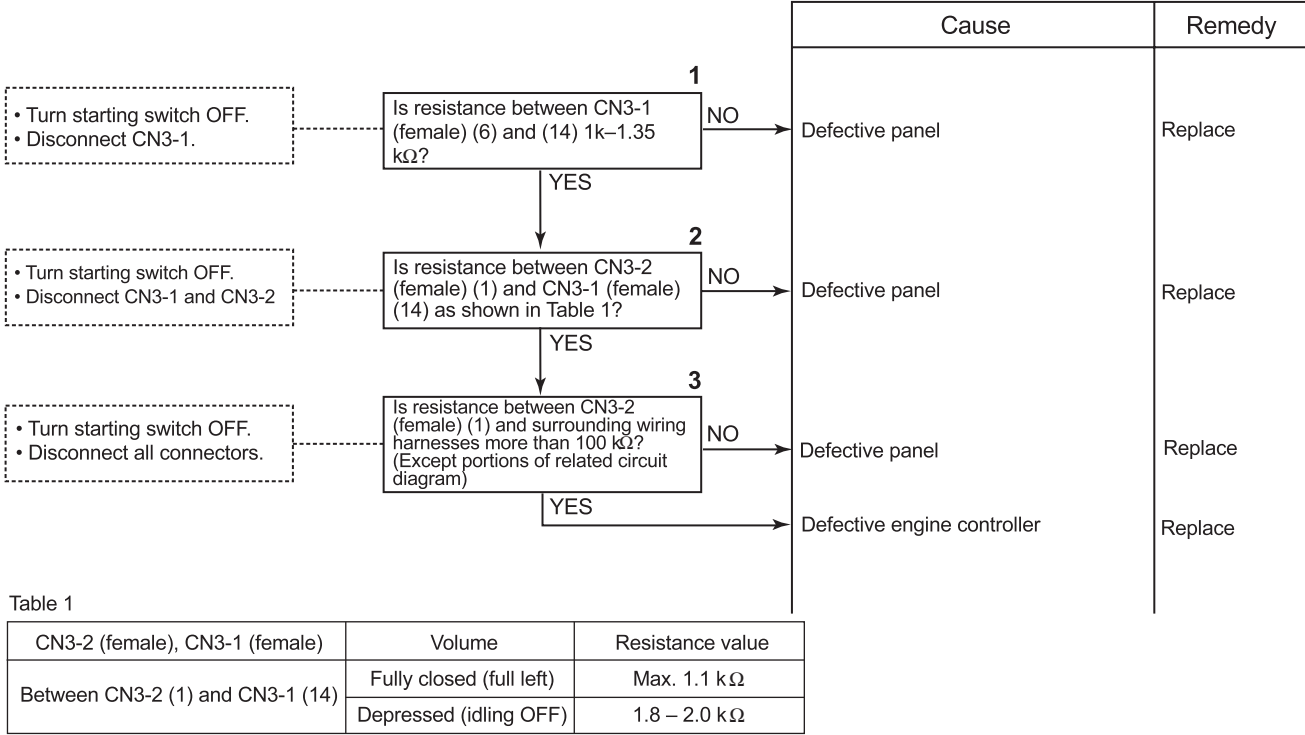 Cause
Remedy
1
• Turn starting switch OFF.
• Disconnect CN3-1.
Is resistance between CN3-1
(female) (6) and (14) 1k–1.35
kΩ?
NO
Defective panel
Replace
YES
2
• Turn starting switch OFF.
• Disconnect CN3-1 and CN3-2
Is resistance between CN3-2
(female) (1) and CN3-1 (female)
(14) as shown in Table 1?
NO
Defective panel
Replace
YES
3
• Turn starting switch OFF.
• Disconnect all connectors.
Is resistance between CN3-2
(female) (1) and surrounding wiring
harnesses more than 100 kΩ?
(Except portions of related circuit
diagram)
NO
Defective panel
Replace
YES
Defective engine controller
Replace
Table 1
CN3-2 (female), CN3-1 (female)
Volume
Resistance value
Between CN3-2 (1) and CN3-1 (14)
Fully closed (full left)
Max. 1.1 kΩ
Depressed (idling OFF)
1.8 – 2.0 kΩ